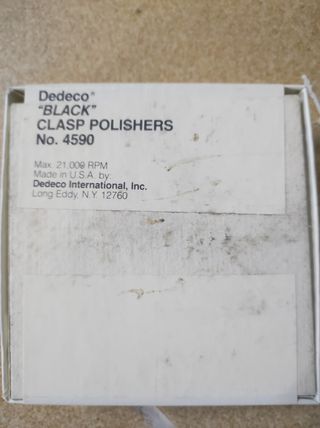 Dedeco®
"BLACK"
CLASP POLISHERS
No. 4590
Max. 21,000 RPM
Made in U.S.A. by:
Dedeco International, Inc.
Long Eddy, N.Y. 12760